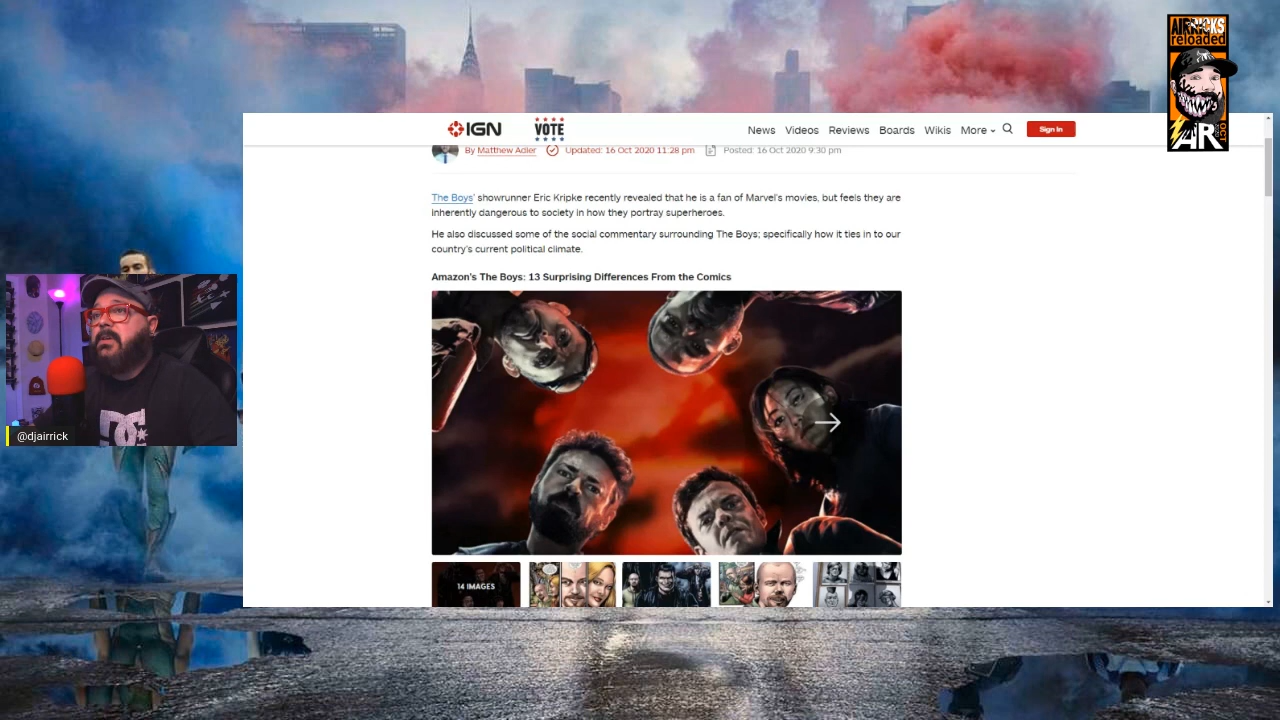 AIRRICKS
reloaded
AR
OCT
IGN
VOTE
News Videos Reviews Boards Wikis More Sign In
By Matthew Adler Updated: 16 Oct 2020 11:28 pm Posted: 16 Oct 2020 9:30 pm
The Boys' showrunner Eric Kripke recently revealed that he is a fan of Marvel's movies, but feels they are
inherently dangerous to society in how they portray superheroes.
He also discussed some of the social commentary surrounding The Boys; specifically how it ties in to our
country's current political climate.
Amazon's The Boys: 13 Surprising Differences From the Comics
@djairrick
14 IMAGES